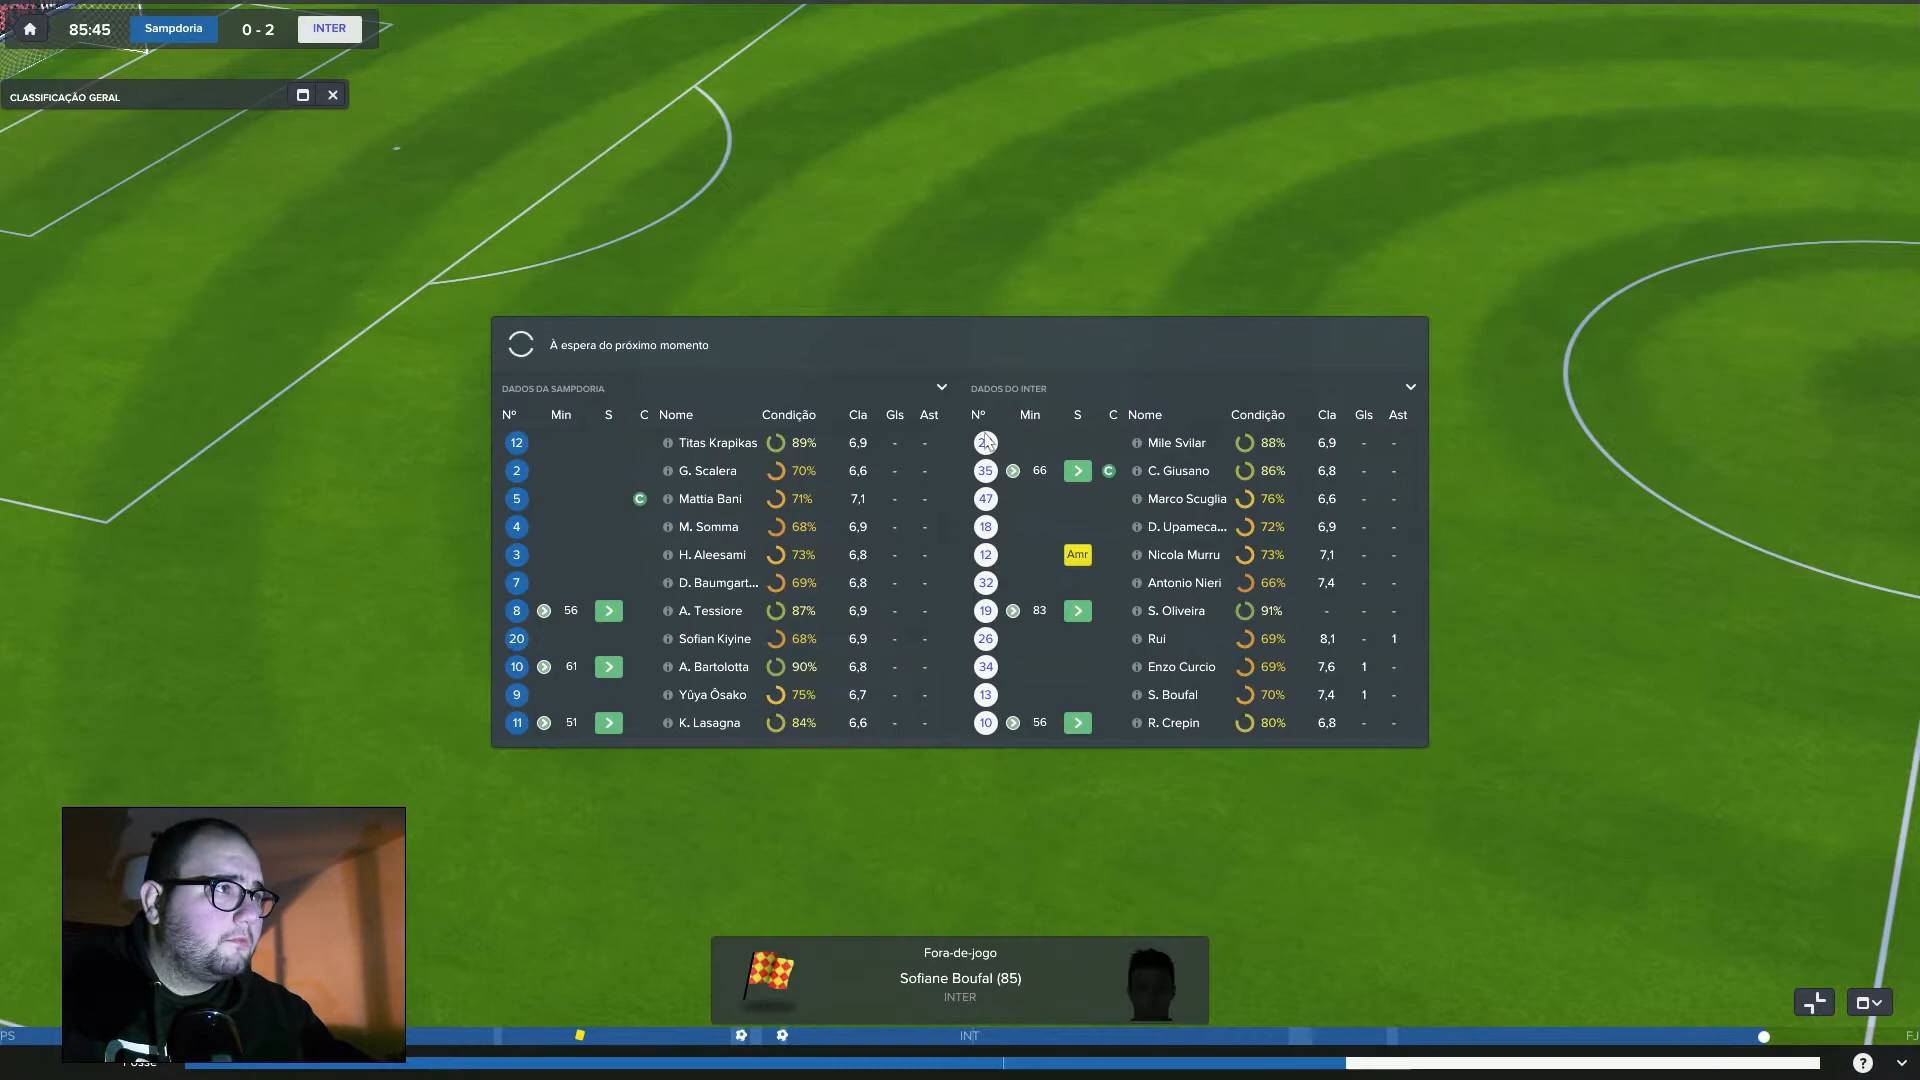 85:45 Sampdoria 0 - 2 INTER
CLASSIFICAÇÃO GERAL
À espera do próximo momento
DADOS DA SAMPDORIA
Nº Min S C Nome Condição Cla Gls Ast
12 Titas Krapikas 89% 6,9 - -
2 G. Scalera 70% 6,6 - -
5 C Mattia Bani 71% 7,1 - -
4 M. Somma 68% 6,9 - -
3 H. Aleesami 73% 6,8 - -
7 D. Baumgart... 69% 6,8 - -
8 56 A. Tessiore 87% 6,9 - -
20 Sofian Kiyine 68% 6,9 - -
10 61 A. Bartolotta 90% 6,8 - -
9 Yûya Ôsako 75% 6,7 - -
11 51 K. Lasagna 84% 6,6 - -
DADOS DO INTER
Nº Min S C Nome Condição Cla Gls Ast
Mile Svilar 88% 6,9 - -
35 66 C C. Giusano 86% 6,8 - -
47 Marco Scuglia 76% 6,6 - -
18 D. Upameca... 72% 6,9 - -
12 Amr Nicola Murru 73% 7,1 - -
32 Antonio Nieri 66% 7,4 - -
19 83 S. Oliveira 91% - - -
26 Rui 69% 8,1 - 1
34 Enzo Curcio 69% 7,6 1 -
13 S. Boufal 70% 7,4 1 -
10 56 R. Crepin 80% 6,8 - -
Fora-de-jogo
Sofiane Boufal (85)
INTER
PS INT FJ
Posse ?